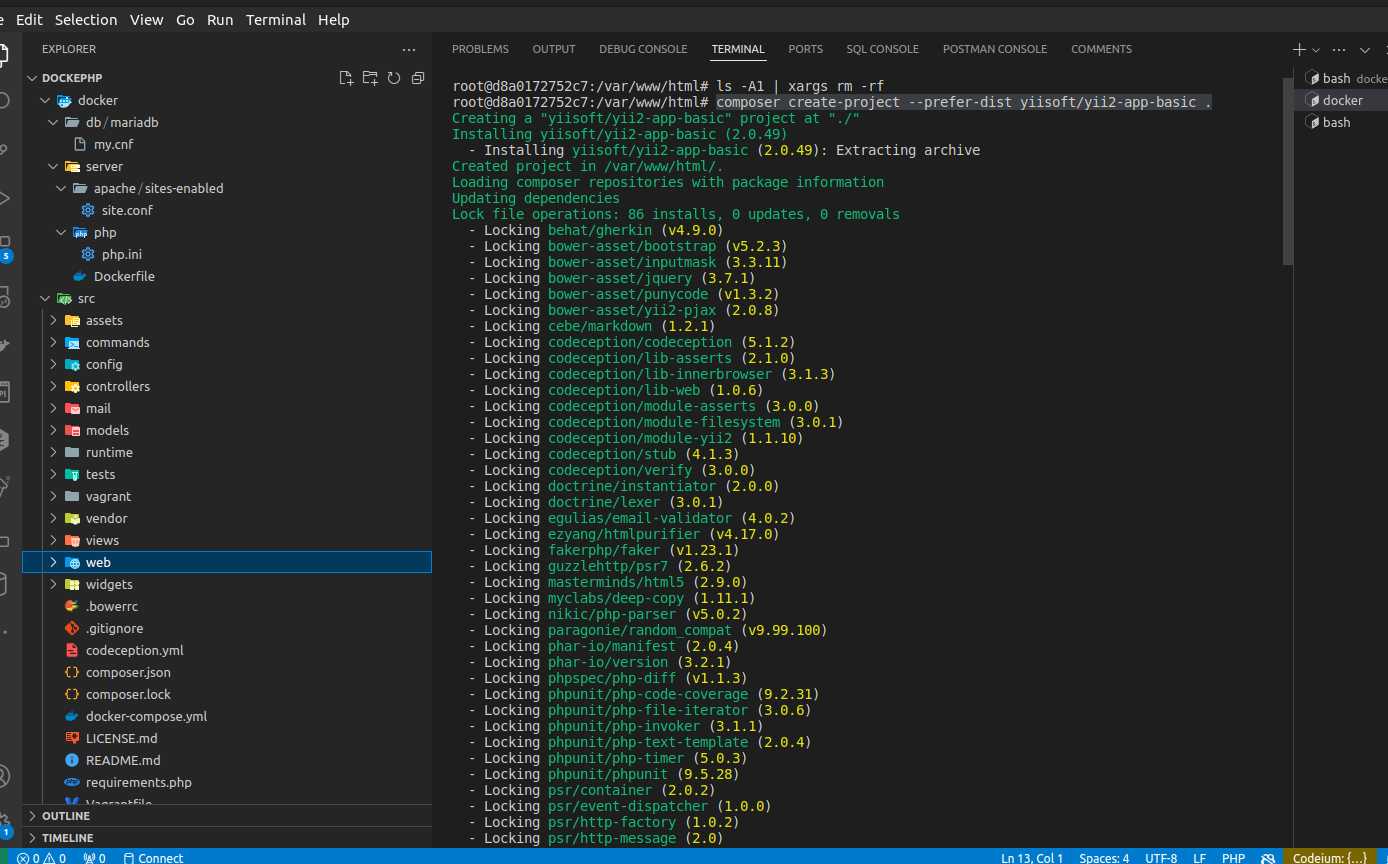 e Edit Selection View Go Run Terminal Help
EXPLORER
DOCKEPHP
docker
db/mariadb
my.cnf
server
apache/sites-enabled
site.conf
php
php.ini
Dockerfile
src
assets
commands
config
controllers
mail
models
runtime
tests
vagrant
vendor
views
web
widgets
.bowerrc
.gitignore
codeception.yml
composer.json
composer.lock
docker-compose.yml
LICENSE.md
README.md
requirements.php
Vagrantfile
OUTLINE
TIMELINE
5
1
PROBLEMS OUTPUT DEBUG CONSOLE TERMINAL PORTS SQL CONSOLE POSTMAN CONSOLE COMMENTS
root@d8a0172752c7:/var/www/html# ls -A1 | xargs rm -rf
root@d8a0172752c7:/var/www/html# composer create-project --prefer-dist yiisoft/yii2-app-basic .
Creating a "yiisoft/yii2-app-basic" project at "./"
Installing yiisoft/yii2-app-basic (2.0.49)
- Installing yiisoft/yii2-app-basic (2.0.49): Extracting archive
Created project in /var/www/html/.
Loading composer repositories with package information
Updating dependencies
Lock file operations: 86 installs, 0 updates, 0 removals
- Locking behat/gherkin (v4.9.0)
- Locking bower-asset/bootstrap (v5.2.3)
- Locking bower-asset/inputmask (3.3.11)
- Locking bower-asset/jquery (3.7.1)
- Locking bower-asset/punycode (v1.3.2)
- Locking bower-asset/yii2-pjax (2.0.8)
- Locking cebe/markdown (1.2.1)
- Locking codeception/codeception (5.1.2)
- Locking codeception/lib-asserts (2.1.0)
- Locking codeception/lib-innerbrowser (3.1.3)
- Locking codeception/lib-web (1.0.6)
- Locking codeception/module-asserts (3.0.0)
- Locking codeception/module-filesystem (3.0.1)
- Locking codeception/module-yii2 (1.1.10)
- Locking codeception/stub (4.1.3)
- Locking codeception/verify (3.0.0)
- Locking doctrine/instantiator (2.0.0)
- Locking doctrine/lexer (3.0.1)
- Locking egulias/email-validator (4.0.2)
- Locking ezyang/htmlpurifier (v4.17.0)
- Locking fakerphp/faker (v1.23.1)
- Locking guzzlehttp/psr7 (2.6.2)
- Locking masterminds/html5 (2.9.0)
- Locking myclabs/deep-copy (1.11.1)
- Locking nikic/php-parser (v5.0.2)
- Locking paragonie/random_compat (v9.99.100)
- Locking phar-io/manifest (2.0.4)
- Locking phar-io/version (3.2.1)
- Locking phpspec/php-diff (v1.1.3)
- Locking phpunit/php-code-coverage (9.2.31)
- Locking phpunit/php-file-iterator (3.0.6)
- Locking phpunit/php-invoker (3.1.1)
- Locking phpunit/php-text-template (2.0.4)
- Locking phpunit/php-timer (5.0.3)
- Locking phpunit/phpunit (9.5.28)
- Locking psr/container (2.0.2)
- Locking psr/event-dispatcher (1.0.0)
- Locking psr/http-factory (1.0.2)
- Locking psr/http-message (2.0)
bash docke
docker
bash
0 0 0 Connect Ln 13, Col 1 Spaces: 4 UTF-8 LF PHP Codeium: {...}